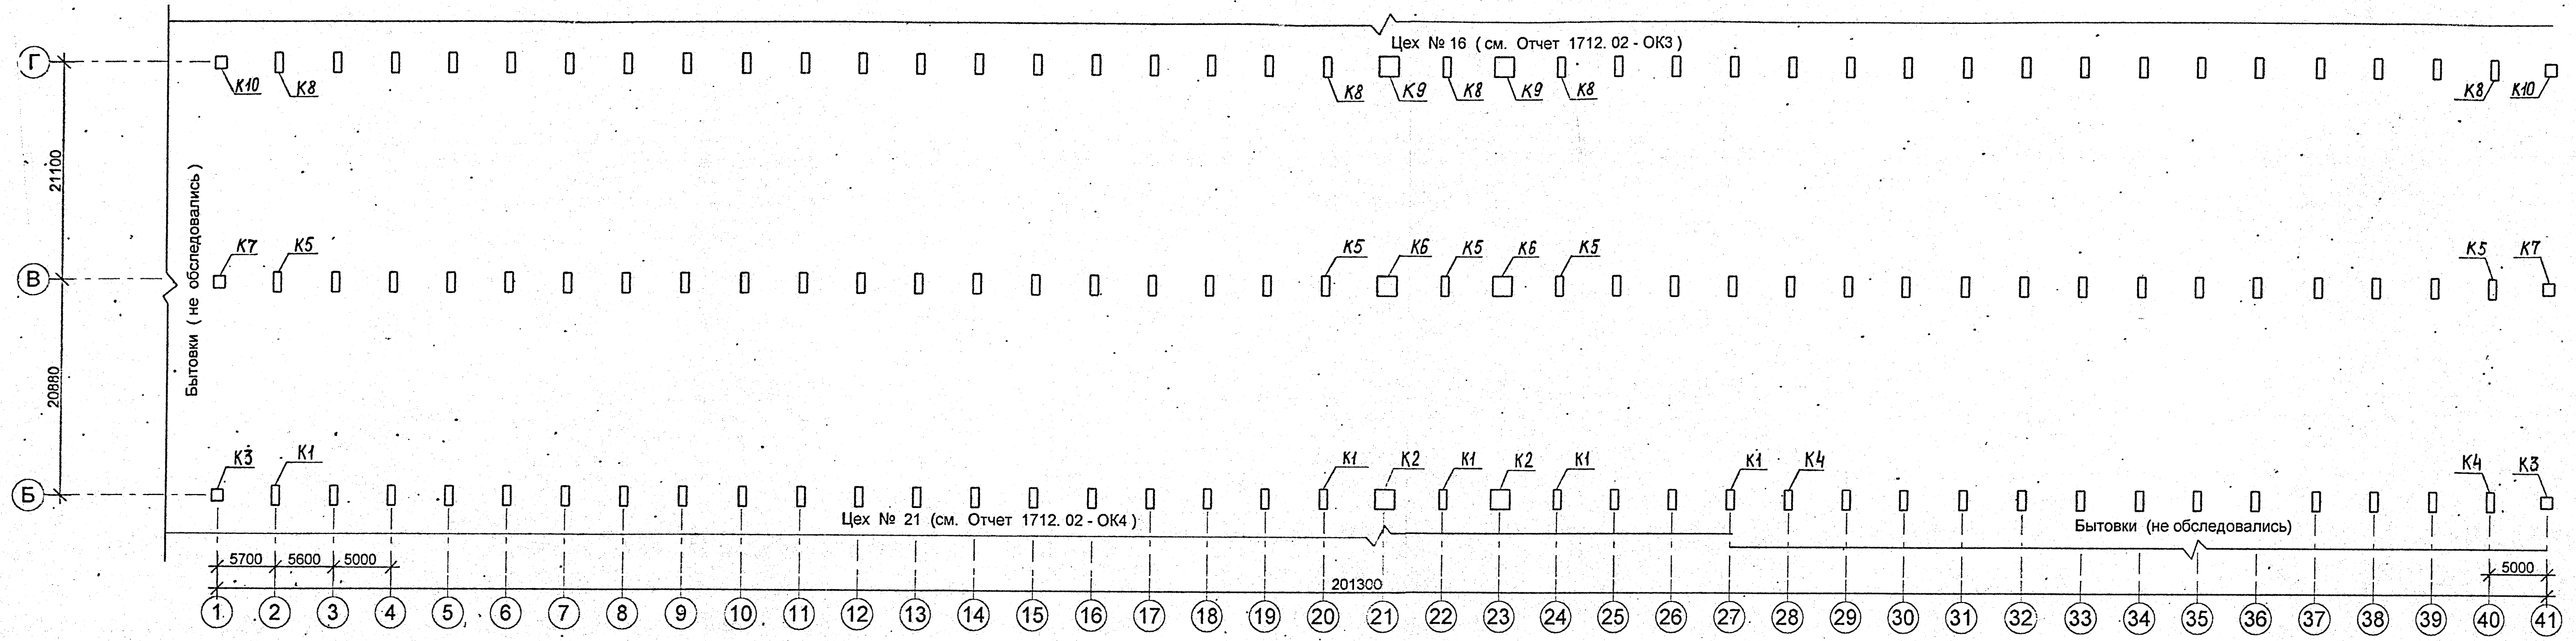 Цех № 16 ( см. Отчет 1712. 02 - ОК3 )
Г
К10 К8 К8 К9 К8 К9 К8 К8 К10
21100
Бытовки ( не обследовались )
К7 К5 К5 К6 К5 К6 К5 К5 К7
В
20880
К3 К1 К1 К2 К1 К2 К1 К1 К4 К4 К3
Б
Цех № 21 (см. Отчет 1712. 02 - ОК4 )
Бытовки (не обследовались)
5700 5600 5000 5000
201300
1 2 3 4 5 6 7 8 9 10 11 12 13 14 15 16 17 18 19 20 21 22 23 24 25 26 27 28 29 30 31 32 33 34 35 36 37 38 39 40 41